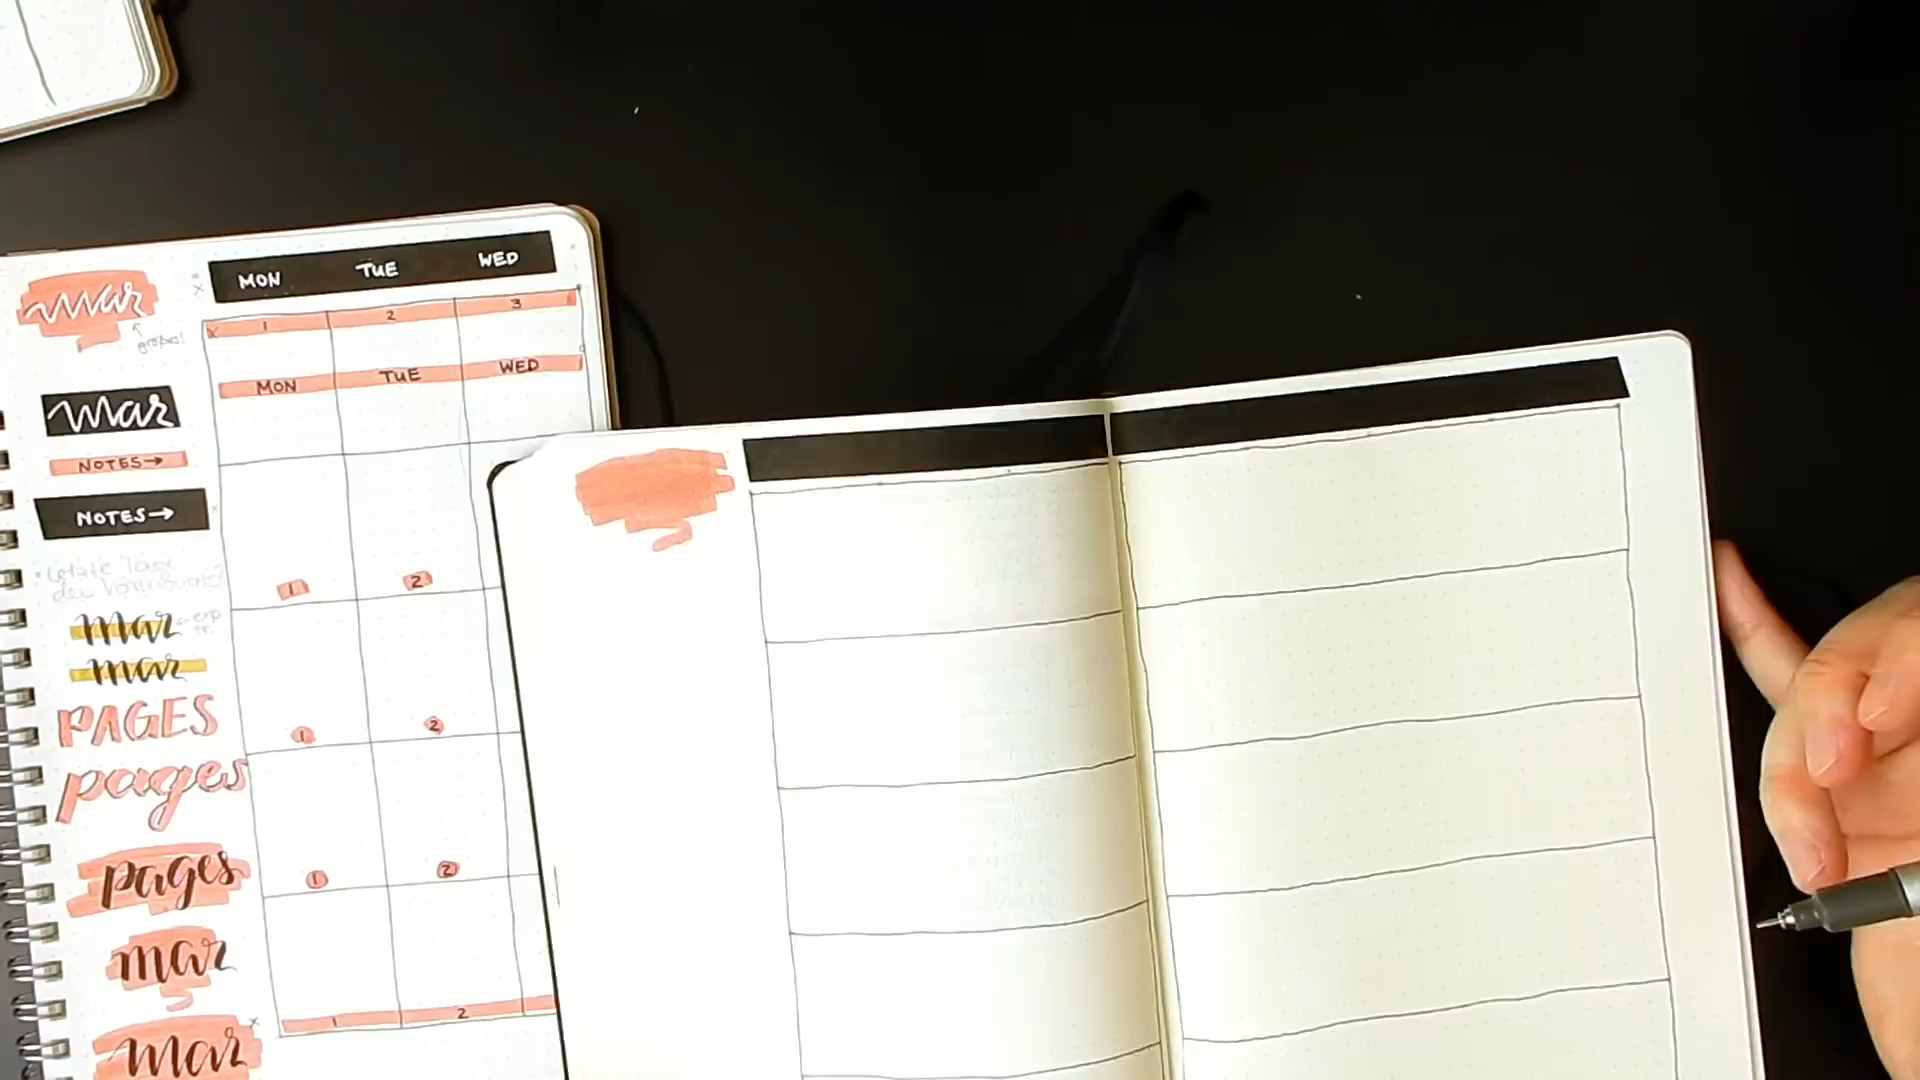 mar
MON TUE WED
1 2 3
MON TUE WED
mar
NOTES→
NOTES→
1 2
mar
mar
PAGES
1 2
pages
pages
1 2
mar
1 2
mar